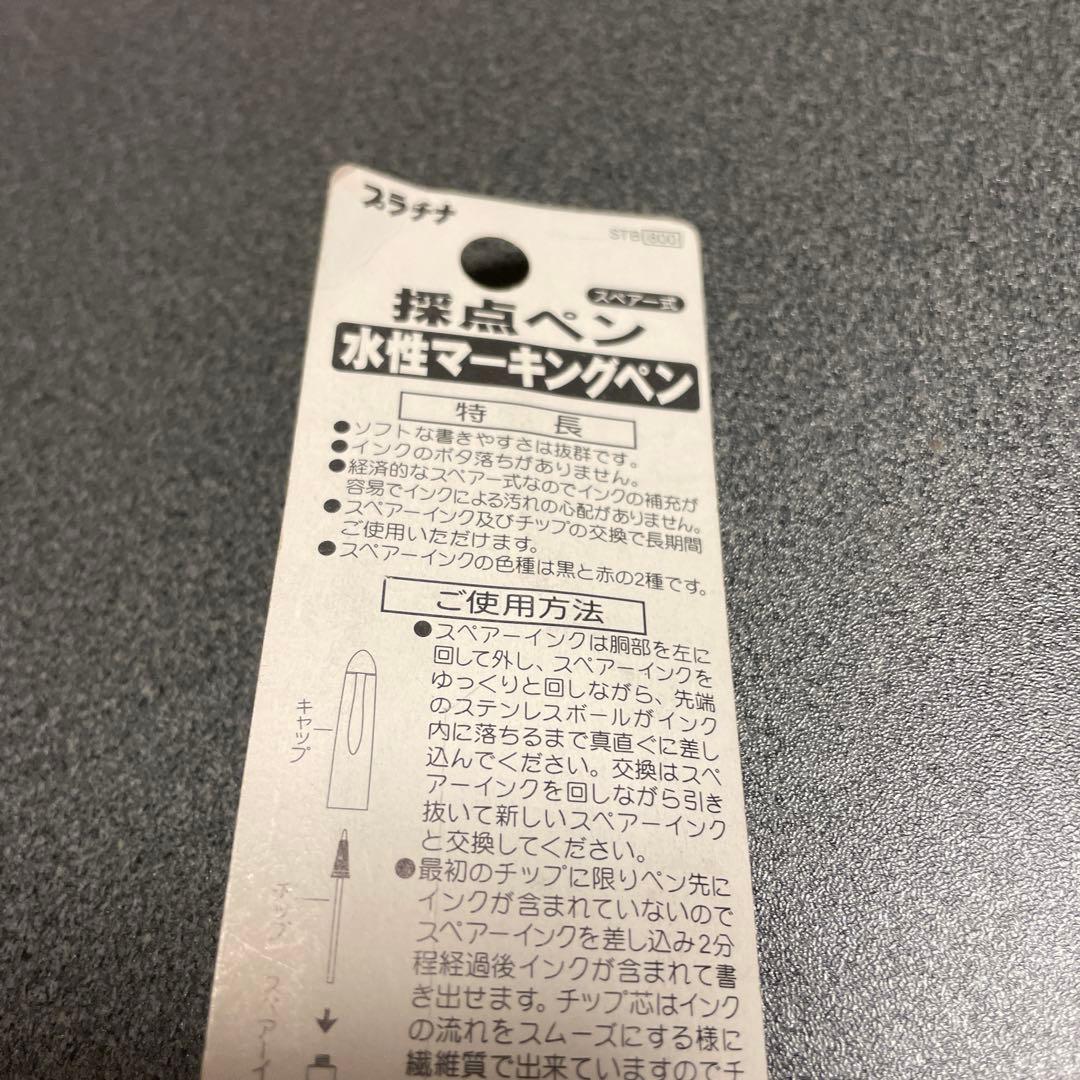 プラチナ
STB 800
スペアー式
採点ペン
水性マーキングペン
特 長
●ソフトな書きやすさは抜群です。
●インクのボタ落ちがありません。
●経済的なスペアー式なのでインクの補充が
容易でインクによる汚れの心配がありません。
●スペアーインク及びチップの交換で長期間
ご使用いただけます。
●スペアーインクの色種は黒と赤の2種です。
ご使用方法
●スペアーインクは胴部を左に
回して外し、スペアーインクを
ゆっくりと回しながら、先端
のステンレスボールがインク
内に落ちるまで真直ぐに差し
込んでください。交換はスペ
アーインクを回しながら引き
抜いて新しいスペアーインク
と交換してください。
●最初のチップに限りペン先に
インクが含まれていないので
スペアーインクを差し込み2分
程経過後インクが含まれて書
き出せます。チップ芯はインク
の流れをスムーズにする様に
繊維質で出来ていますのでチ
キャップ
チップ
スペアーイ